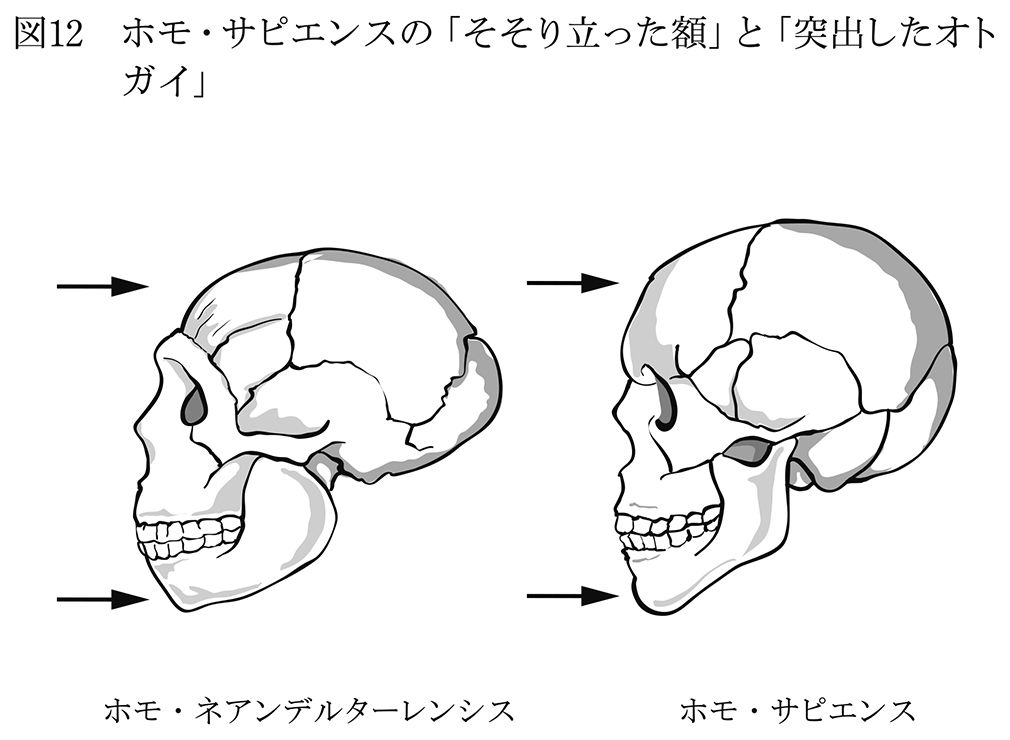 図12 ホモ・サピエンスの「そそり立った額」と「突出したオト
ガイ」
ホモ・ネアンデルターレンシス
ホモ・サピエンス